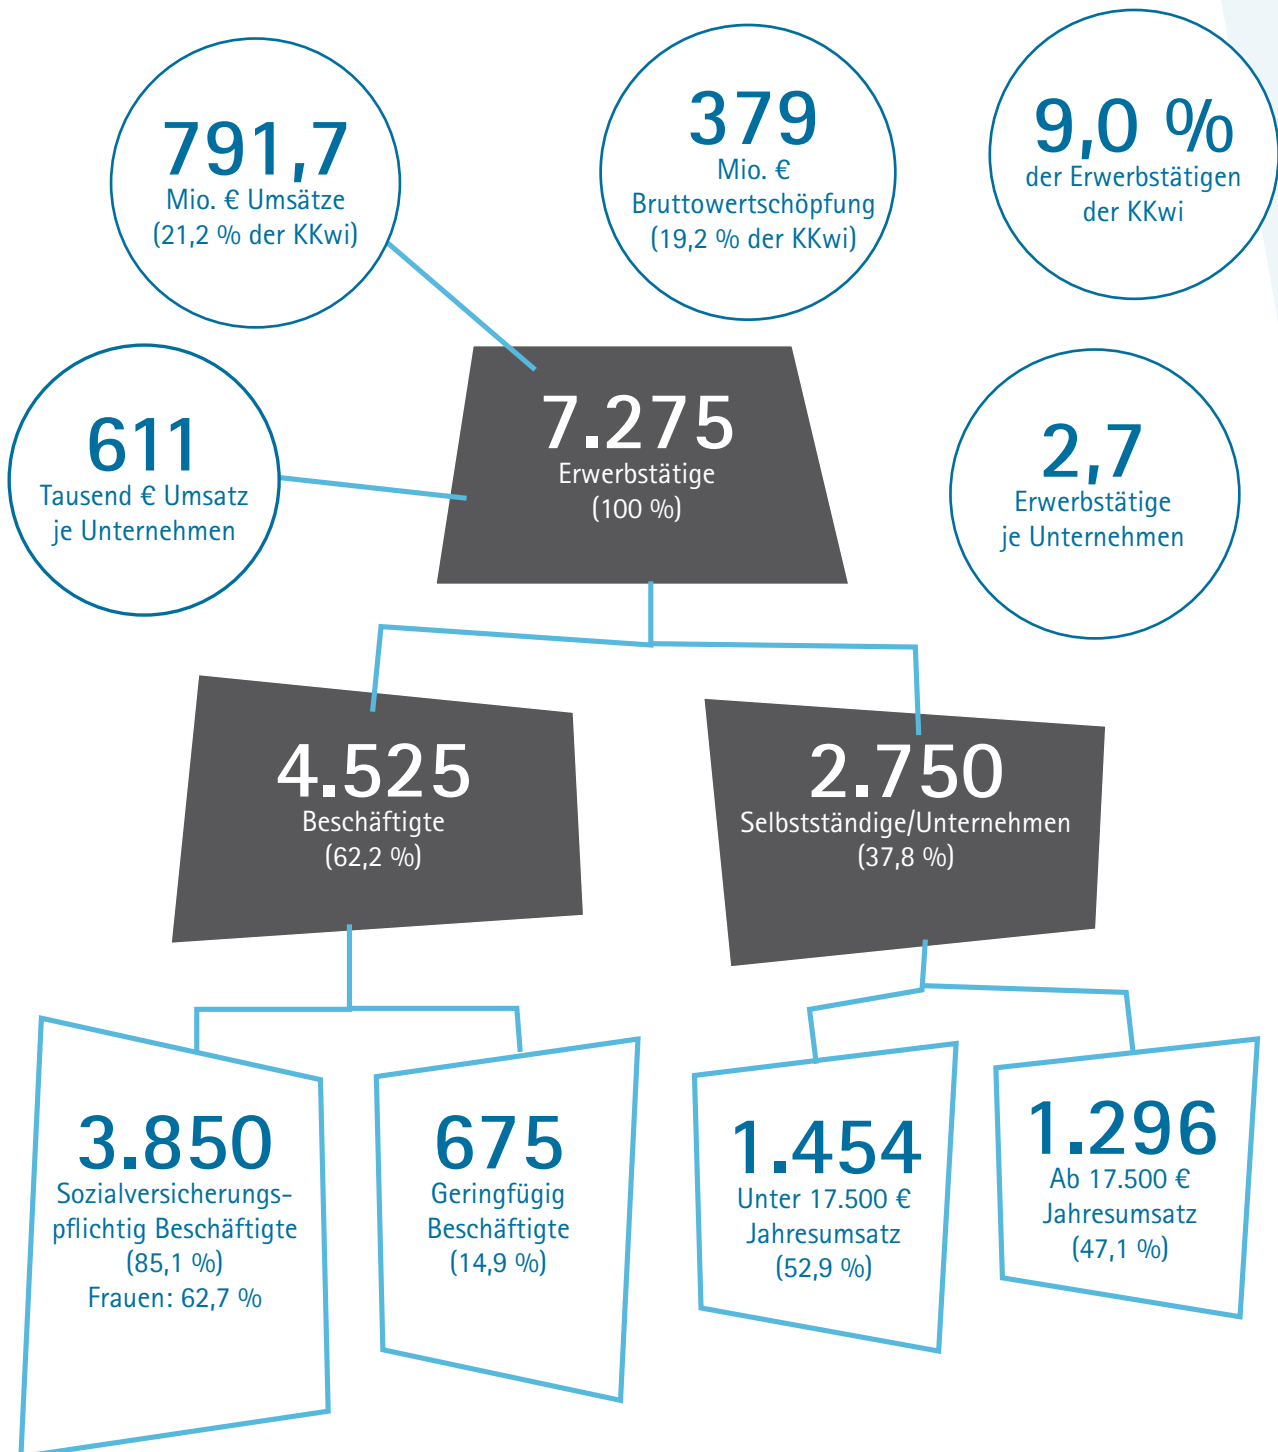 791,7
Mio. € Umsätze
(21,2 % der KKwi)
379
Mio. €
Bruttowertschöpfung
(19,2 % der KKwi)
9,0 %
der Erwerbstätigen
der KKwi
611
Tausend € Umsatz
je Unternehmen
7.275
Erwerbstätige
(100 %)
2,7
Erwerbstätige
je Unternehmen
4.525
Beschäftigte
(62,2 %)
2.750
Selbstständige/Unternehmen
(37,8 %)
3.850
Sozialversicherungs-
pflichtig Beschäftigte
(85,1 %)
Frauen: 62,7 %
675
Geringfügig
Beschäftigte
(14,9 %)
1.454
Unter 17.500 €
Jahresumsatz
(52,9 %)
1.296
Ab 17.500 €
Jahresumsatz
(47,1 %)